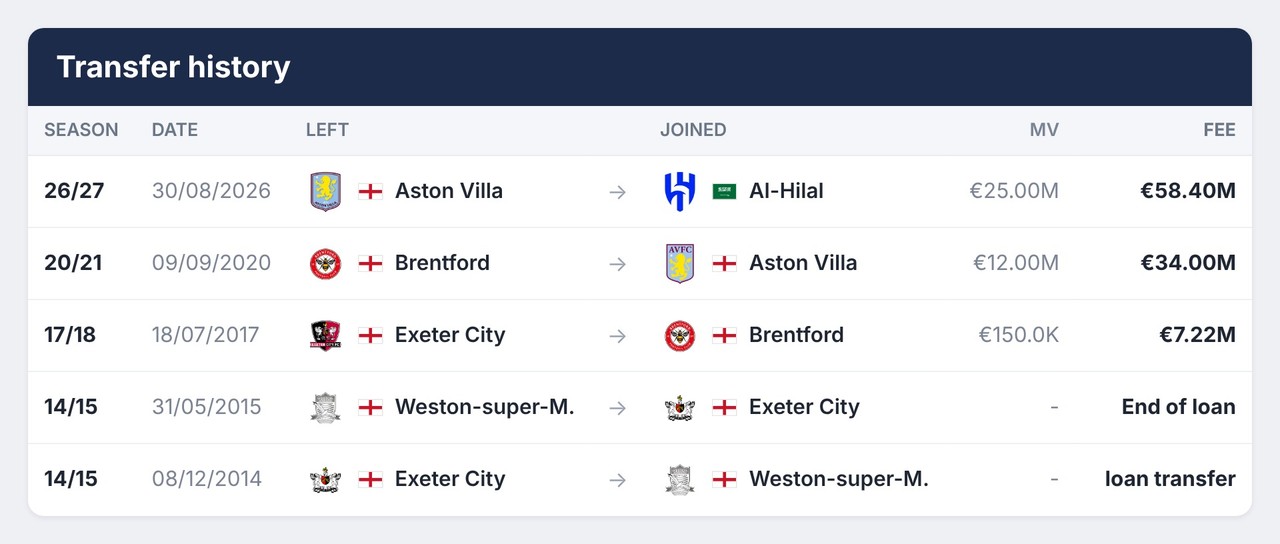 Transfer history
SEASON DATE LEFT JOINED MV FEE
26/27 30/08/2026 Aston Villa → Al-Hilal €25.00M €58.40M
20/21 09/09/2020 Brentford → AVFC Aston Villa €12.00M €34.00M
17/18 18/07/2017 Exeter City → Brentford €150.0K €7.22M
14/15 31/05/2015 Weston-super-M. → Exeter City - End of loan
14/15 08/12/2014 Exeter City → Weston-super-M. - loan transfer